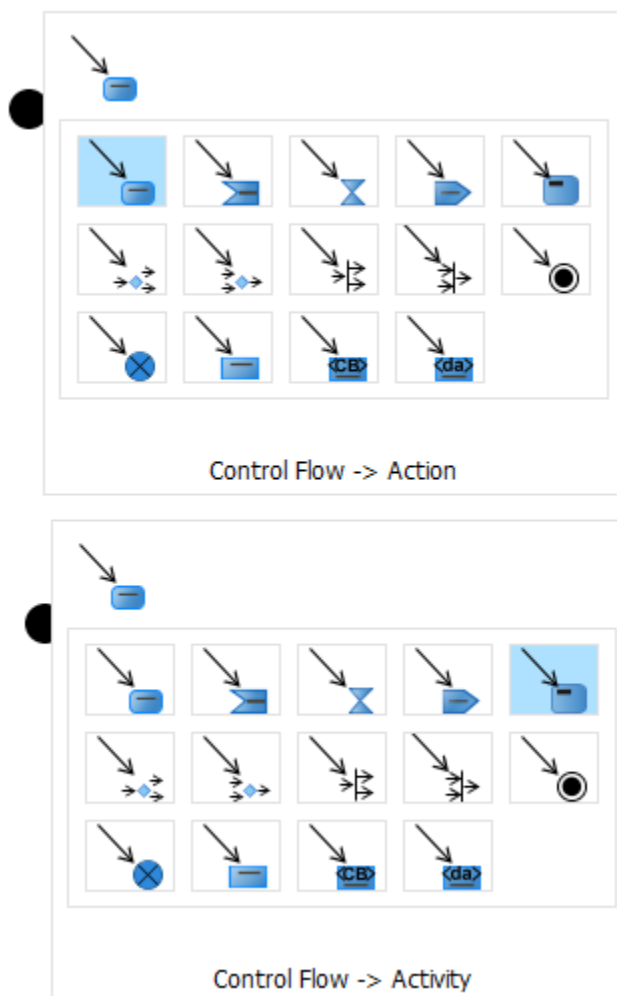 <CB>
<da>
Control Flow -> Action
<CB>
<da>
Control Flow -> Activity